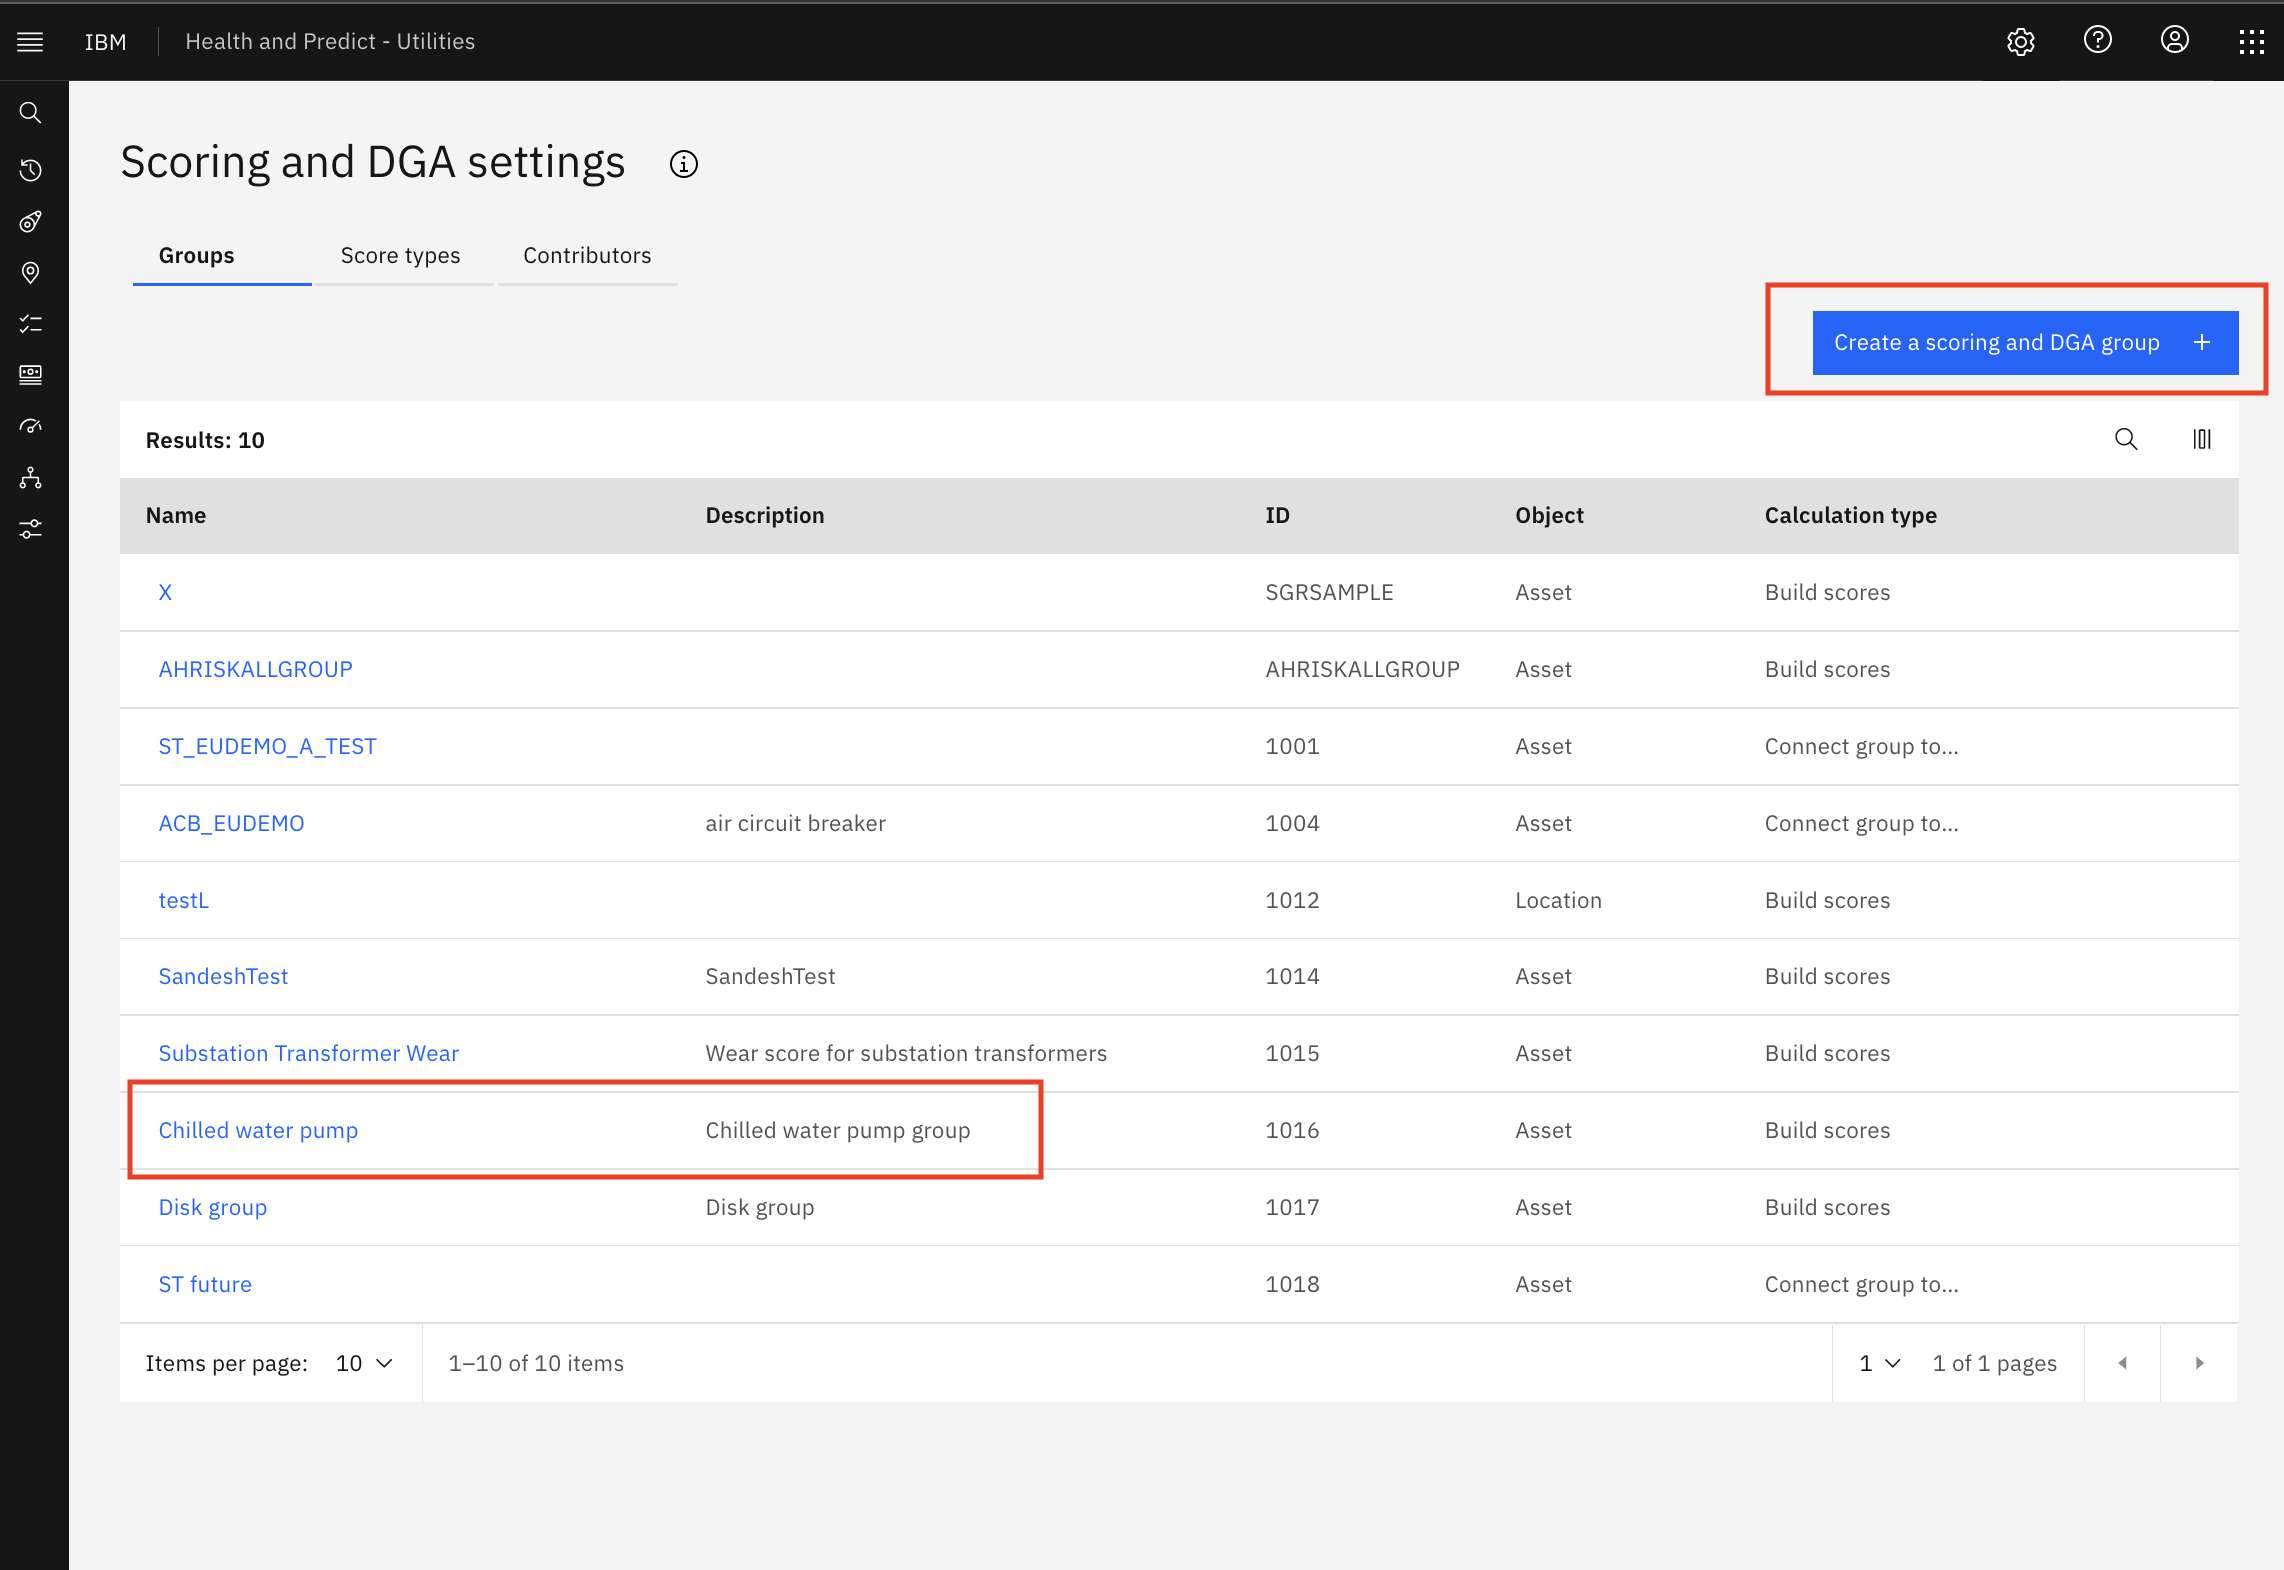 IBM Health and Predict - Utilities
Scoring and DGA settings
Groups Score types Contributors
Create a scoring and DGA group +
Results: 10
Name Description ID Object Calculation type
X SGRSAMPLE Asset Build scores
AHRISKALLGROUP AHRISKALLGROUP Asset Build scores
ST_EUDEMO_A_TEST 1001 Asset Connect group to...
ACB_EUDEMO air circuit breaker 1004 Asset Connect group to...
testL 1012 Location Build scores
SandeshTest SandeshTest 1014 Asset Build scores
Substation Transformer Wear Wear score for substation transformers 1015 Asset Build scores
Chilled water pump Chilled water pump group 1016 Asset Build scores
Disk group Disk group 1017 Asset Build scores
ST future 1018 Asset Connect group to...
Items per page: 10 1–10 of 10 items 1 1 of 1 pages